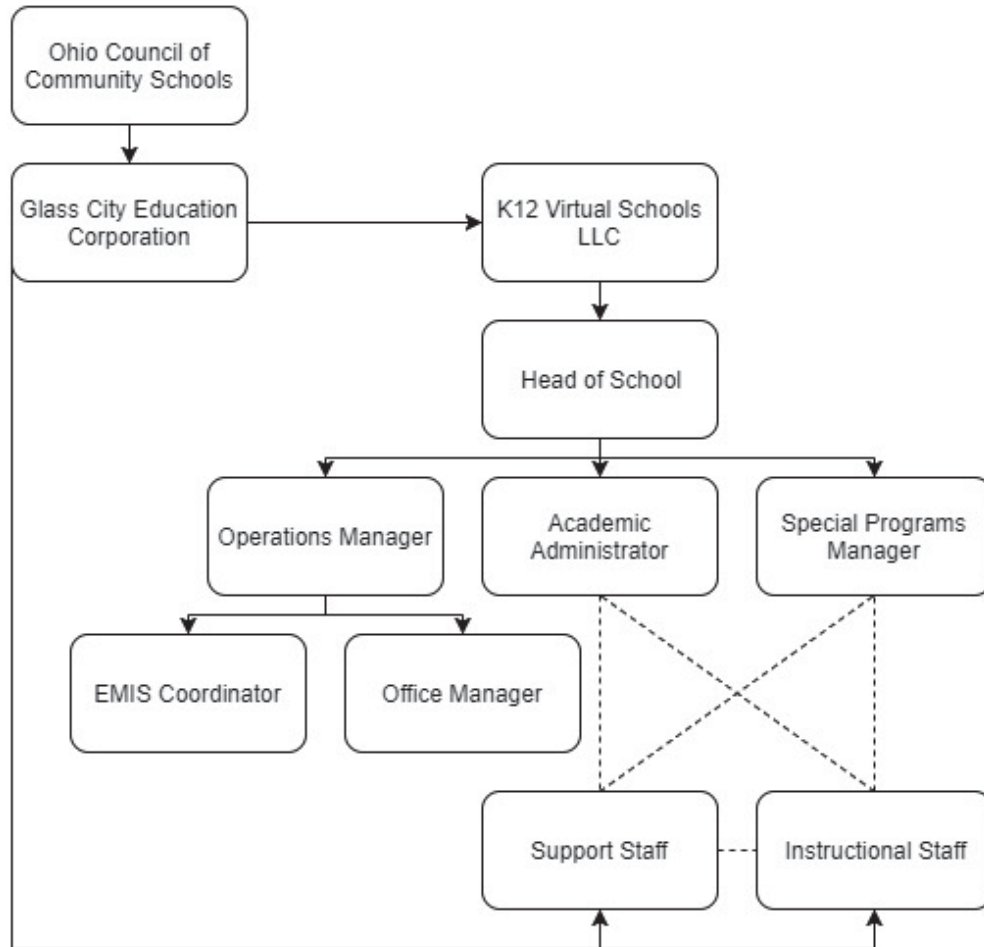 Ohio Council of
Community Schools
Glass City Education
Corporation
K12 Virtual Schools
LLC
Head of School
Operations Manager
Academic
Administrator
Special Programs
Manager
EMIS Coordinator
Office Manager
Support Staff
Instructional Staff